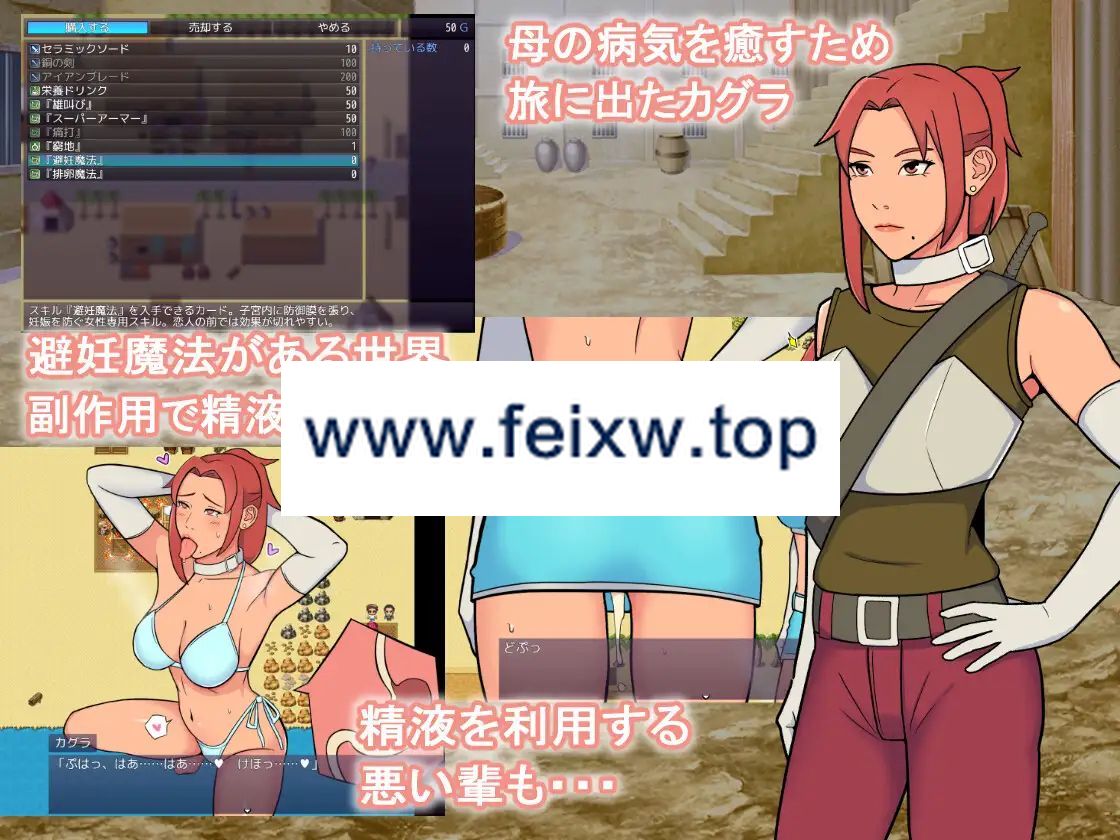 購入する 売却する やめる 50 G
セラミックソード 10 持っている数 0
銅の剣 100
アイアンブレード 200
栄養ドリンク 50
『雄叫び』 50
『スーパーアーマー』 50
『痛打』 100
『窮地』 1
『避妊魔法』 0
『排卵魔法』 0
スキル『避妊魔法』を入手できるカード。子宮内に防御膜を張り、
妊娠を防ぐ女性専用スキル。恋人の前では効果が切れやすい。
母の病気を癒すため
旅に出たカグラ
避妊魔法がある世界
副作用で精液
www.feixw.top
どぷっ
カグラ
「ぷはっ、はあ……はあ……♥ けほっ……♥」
精液を利用する
悪い輩も・・・